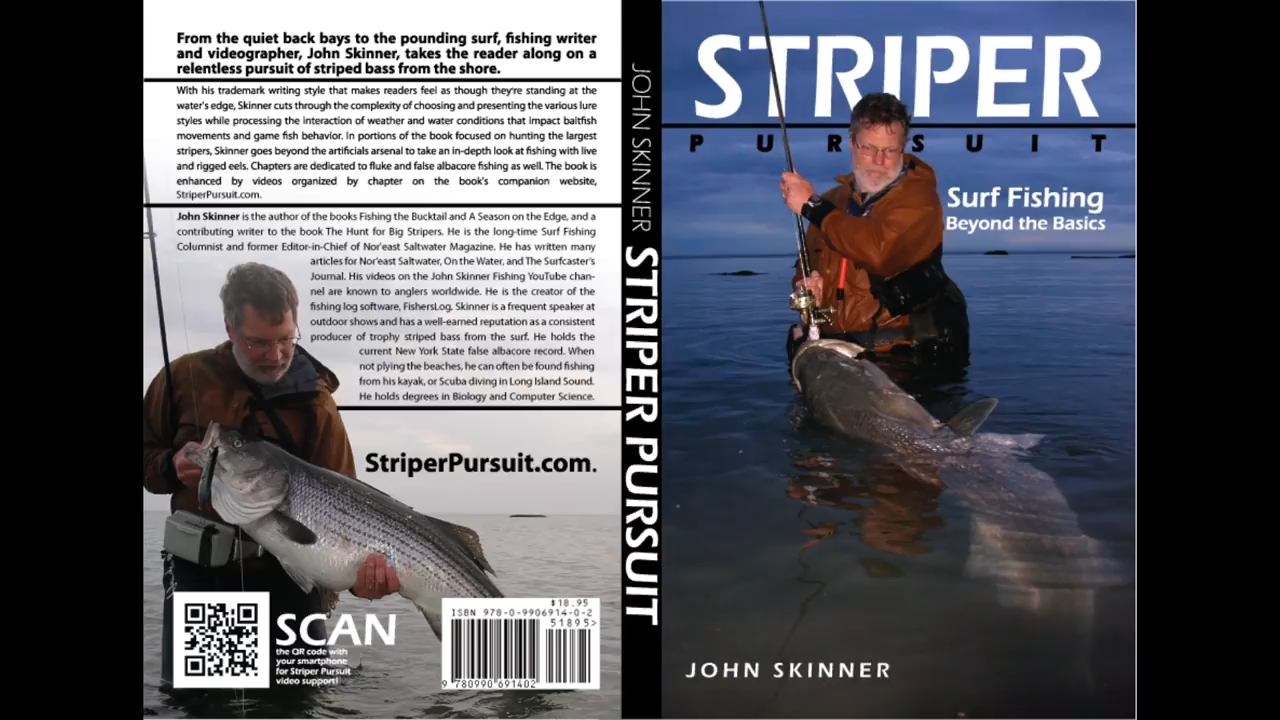 From the quiet back bays to the pounding surf, fishing writer
and videographer, John Skinner, takes the reader along on a
relentless pursuit of striped bass from the shore.
With his trademark writing style that makes readers feel as though they're standing at the
water's edge, Skinner cuts through the complexity of choosing and presenting the various lure
styles while processing the interaction of weather and water conditions that impact baitfish
movements and game fish behavior. In portions of the book focused on hunting the largest
stripers, Skinner goes beyond the artificials arsenal to take an in-depth look at fishing with live
and rigged eels. Chapters are dedicated to fluke and false albacore fishing as well. The book is
enhanced by videos organized by chapter on the book's companion website,
StriperPursuit.com.
John Skinner is the author of the books Fishing the Bucktail and A Season on the Edge, and a
contributing writer to the book The Hunt for Big Stripers. He is the long-time Surf Fishing
Columnist and former Editor-in-Chief of Nor'east Saltwater Magazine. He has written many
articles for Nor'east Saltwater, On the Water, and The Surfcaster's
Journal. His videos on the John Skinner Fishing YouTube chan-
nel are known to anglers worldwide. He is the creator of the
fishing log software, FishersLog. Skinner is a frequent speaker at
outdoor shows and has a well-earned reputation as a consistent
producer of trophy striped bass from the surf. He holds the
current New York State false albacore record. When
not plying the beaches, he can often be found fishing
from his kayak, or Scuba diving in Long Island Sound.
He holds degrees in Biology and Computer Science.
StriperPursuit.com.
SCAN
the QR code with
your smartphone
for Striper Pursuit
video support!
$18.95
ISBN 978-0-9906914-0-2
51895>
9 780990 691402
JOHN SKINNER STRIPER PURSUIT
STRIPER
PURSUIT
Surf Fishing
Beyond the Basics
JOHN SKINNER